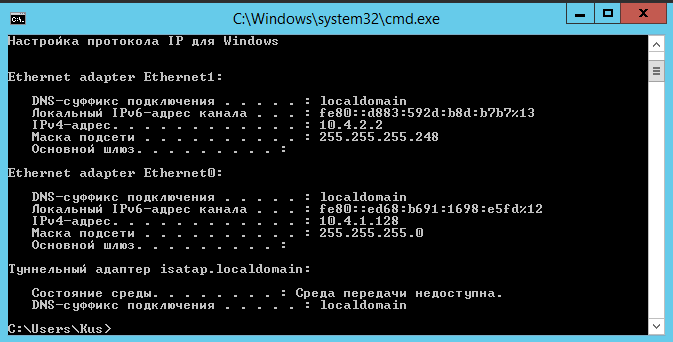 C:\Windows\system32\cmd.exe
Настройка протокола IP для Windows
Ethernet adapter Ethernet1:
DNS-суффикс подключения . . . . . : localdomain
Локальный IPv6-адрес канала . . . : fe80::d883:592d:b8d:b7b7%13
IPv4-адрес. . . . . . . . . . . . : 10.4.2.2
Маска подсети . . . . . . . . . . : 255.255.255.248
Основной шлюз. . . . . . . . . :
Ethernet adapter Ethernet0:
DNS-суффикс подключения . . . . . : localdomain
Локальный IPv6-адрес канала . . . : fe80::ed68:b691:1698:e5fd%12
IPv4-адрес. . . . . . . . . . . . : 10.4.1.128
Маска подсети . . . . . . . . . . : 255.255.255.0
Основной шлюз. . . . . . . . . :
Туннельный адаптер isatap.localdomain:
Состояние среды. . . . . . . . : Среда передачи недоступна.
DNS-суффикс подключения . . . . . : localdomain
C:\Users\Kus>